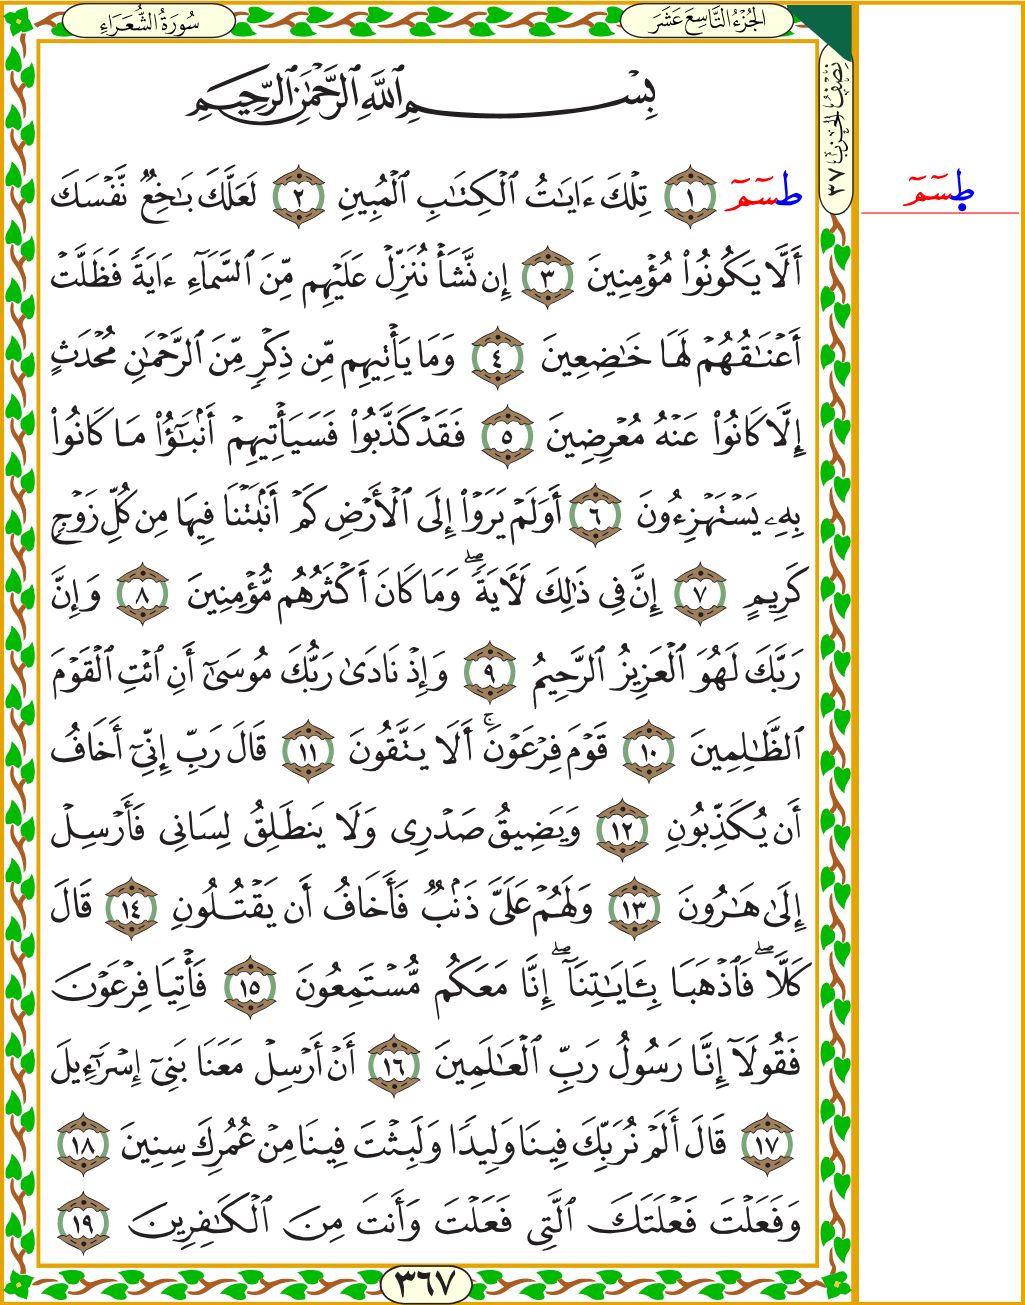 سُورَةُ الشُّعَرَاءِ
الجُزْءُ التَّاسِعَ عَشَرَ
نِصْفُ الحِزْبِ ٣٧
بِسْمِ ٱللَّهِ ٱلرَّحْمَٰنِ ٱلرَّحِيمِ
طسٓمٓ ١ تِلْكَ ءَايَٰتُ ٱلْكِتَٰبِ ٱلْمُبِينِ ٢ لَعَلَّكَ بَٰخِعٌ نَّفْسَكَ
طِسٓمٓ
أَلَّا يَكُونُوا۟ مُؤْمِنِينَ ٣ إِن نَّشَأْ نُنَزِّلْ عَلَيْهِم مِّنَ ٱلسَّمَآءِ ءَايَةً فَظَلَّتْ
أَعْنَٰقُهُمْ لَهَا خَٰضِعِينَ ٤ وَمَا يَأْتِيهِم مِّن ذِكْرٍ مِّنَ ٱلرَّحْمَٰنِ مُحْدَثٍ
إِلَّا كَانُوا۟ عَنْهُ مُعْرِضِينَ ٥ فَقَدْ كَذَّبُوا۟ فَسَيَأْتِيهِمْ أَنۢبَٰٓؤُا۟ مَا كَانُوا۟
بِهِۦ يَسْتَهْزِءُونَ ٦ أَوَلَمْ يَرَوْا۟ إِلَى ٱلْأَرْضِ كَمْ أَنۢبَتْنَا فِيهَا مِن كُلِّ زَوْجٍ
كَرِيمٍ ٧ إِنَّ فِى ذَٰلِكَ لَءَايَةً ۖ وَمَا كَانَ أَكْثَرُهُم مُّؤْمِنِينَ ٨ وَإِنَّ
رَبَّكَ لَهُوَ ٱلْعَزِيزُ ٱلرَّحِيمُ ٩ وَإِذْ نَادَىٰ رَبُّكَ مُوسَىٰٓ أَنِ ٱئْتِ ٱلْقَوْمَ
ٱلظَّٰلِمِينَ ١٠ قَوْمَ فِرْعَوْنَ ۚ أَلَا يَتَّقُونَ ١١ قَالَ رَبِّ إِنِّىٓ أَخَافُ
أَن يُكَذِّبُونِ ١٢ وَيَضِيقُ صَدْرِى وَلَا يَنطَلِقُ لِسَانِى فَأَرْسِلْ
إِلَىٰ هَٰرُونَ ١٣ وَلَهُمْ عَلَىَّ ذَنۢبٌ فَأَخَافُ أَن يَقْتُلُونِ ١٤ قَالَ
كَلَّا ۖ فَٱذْهَبَا بِـَٔايَٰتِنَآ ۖ إِنَّا مَعَكُم مُّسْتَمِعُونَ ١٥ فَأْتِيَا فِرْعَوْنَ
فَقُولَآ إِنَّا رَسُولُ رَبِّ ٱلْعَٰلَمِينَ ١٦ أَنْ أَرْسِلْ مَعَنَا بَنِىٓ إِسْرَٰٓءِيلَ
١٧ قَالَ أَلَمْ نُرَبِّكَ فِينَا وَلِيدًا وَلَبِثْتَ فِينَا مِنْ عُمُرِكَ سِنِينَ ١٨
وَفَعَلْتَ فَعْلَتَكَ ٱلَّتِى فَعَلْتَ وَأَنتَ مِنَ ٱلْكَٰفِرِينَ ١٩
٣٦٧